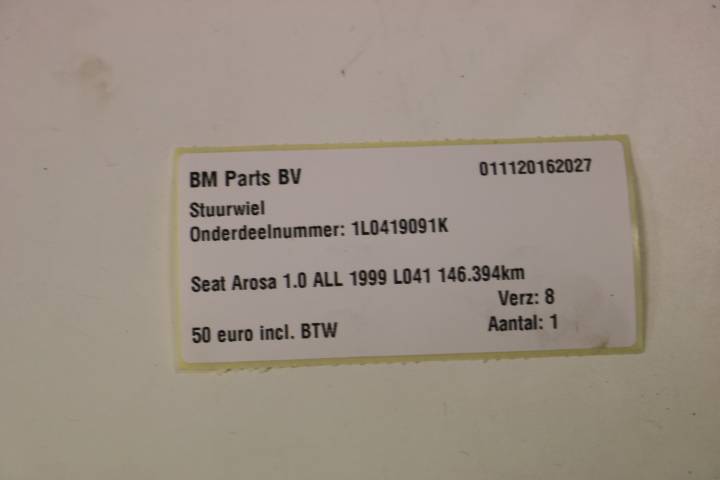 BM Parts BV 011120162027
Stuurwiel
Onderdeelnummer: 1L0419091K
Seat Arosa 1.0 ALL 1999 L041 146.394km
Verz: 8
50 euro incl. BTW Aantal: 1